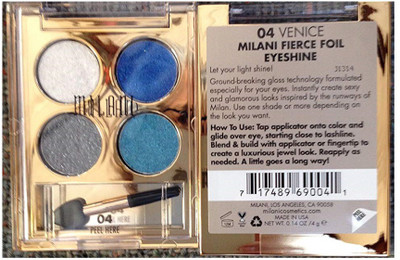 MILANI
04 HERE
PEEL HERE
04 VENICE
MILANI FIERCE FOIL
EYESHINE
Let your light shine!
Ground-breaking gloss technology formulated
especially for your eyes. Instantly create sexy
and glamorous looks inspired by the runways of
Milan. Use one shade or more depending on
the look you want.
How To Use: Tap applicator onto color and
glide over eye, starting close to lashline.
Blend & build with applicator or fingertip to
create a luxurious jewel look. Reapply as
needed. A little goes a long way!
7 17489 69004 1
MILANI, LOS ANGELES, CA 90058
milanicosmetics.com
NET WT. 0.14 OZ./4 g